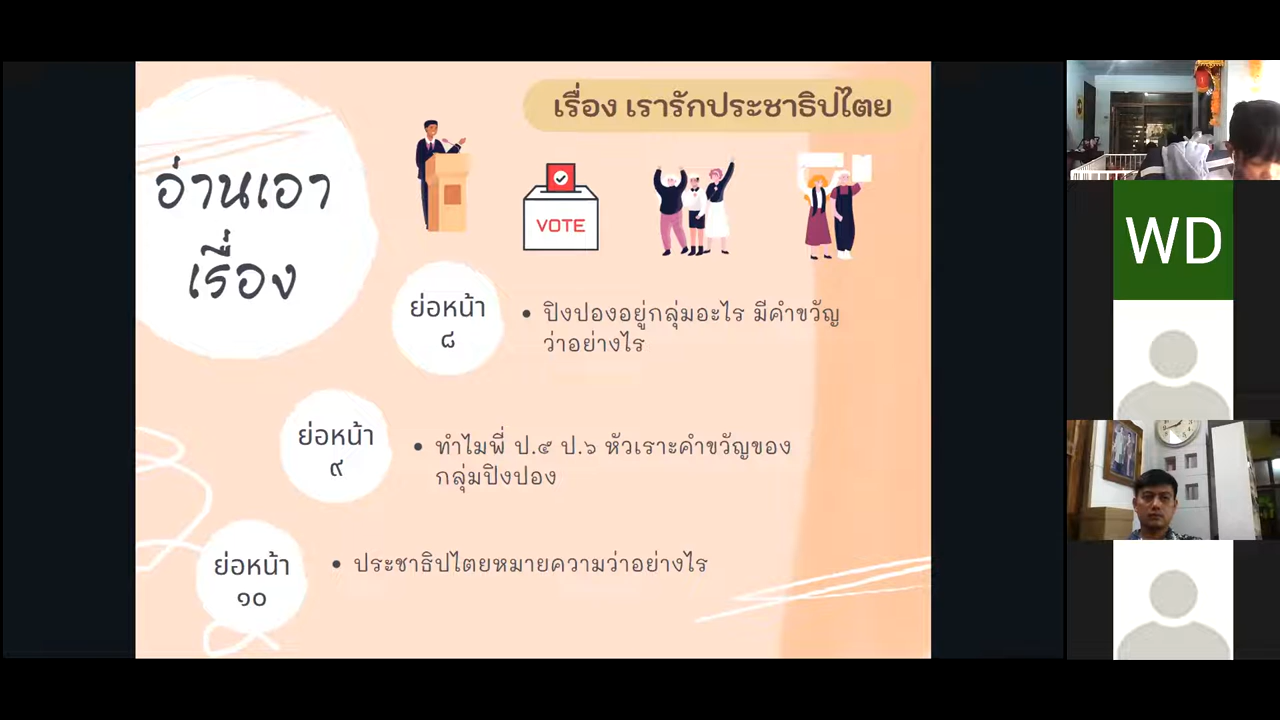 เรื่อง เรารักประชาธิปไตย
อ่านเอา
เรื่อง
VOTE
ย่อหน้า
๘
ปิงปองอยู่กลุ่มอะไร มีคำขวัญ
ว่าอย่างไร
ย่อหน้า
๙
ทำไมพี่ ป.๕ ป.๖ หัวเราะคำขวัญของ
กลุ่มปิงปอง
ย่อหน้า
๑๐
ประชาธิปไตยหมายความว่าอย่างไร
WD